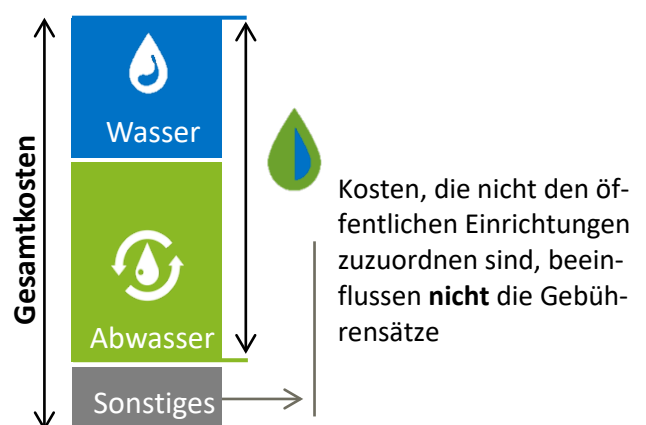 Gesamtkosten
Wasser
Abwasser
Sonstiges
Kosten, die nicht den öf-
fentlichen Einrichtungen
zuzuordnen sind, beein-
flussen nicht die Gebüh-
rensätze